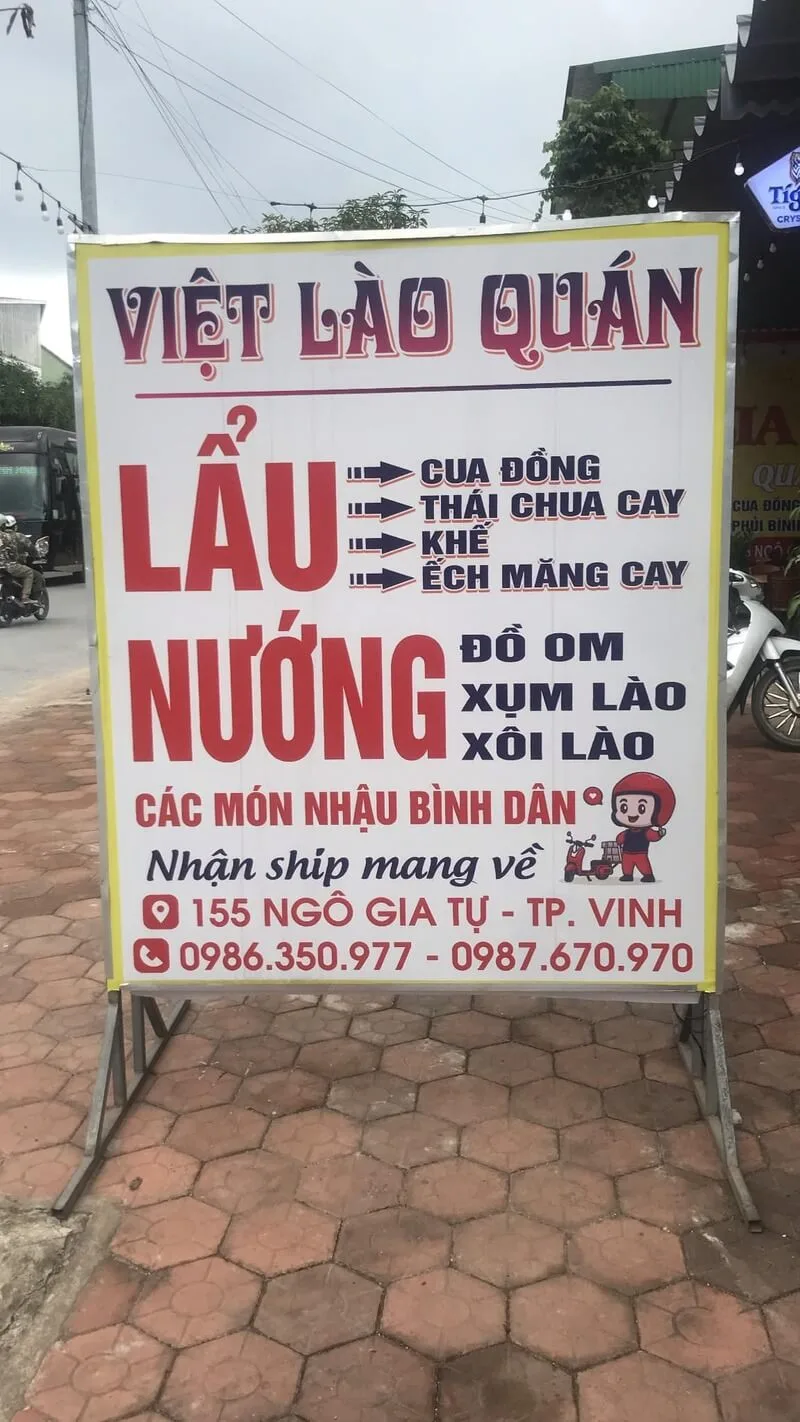 VIỆT LÀO QUÁN
LẨU
CUA ĐỒNG
THÁI CHUA CAY
KHẾ
ẾCH MĂNG CAY
NƯỚNG
ĐỒ OM
XỤM LÀO
XÔI LÀO
CÁC MÓN NHẬU BÌNH DÂN
Nhận ship mang về
155 NGÔ GIA TỰ - TP. VINH
0986.350.977 - 0987.670.970
CUA ĐỒNG